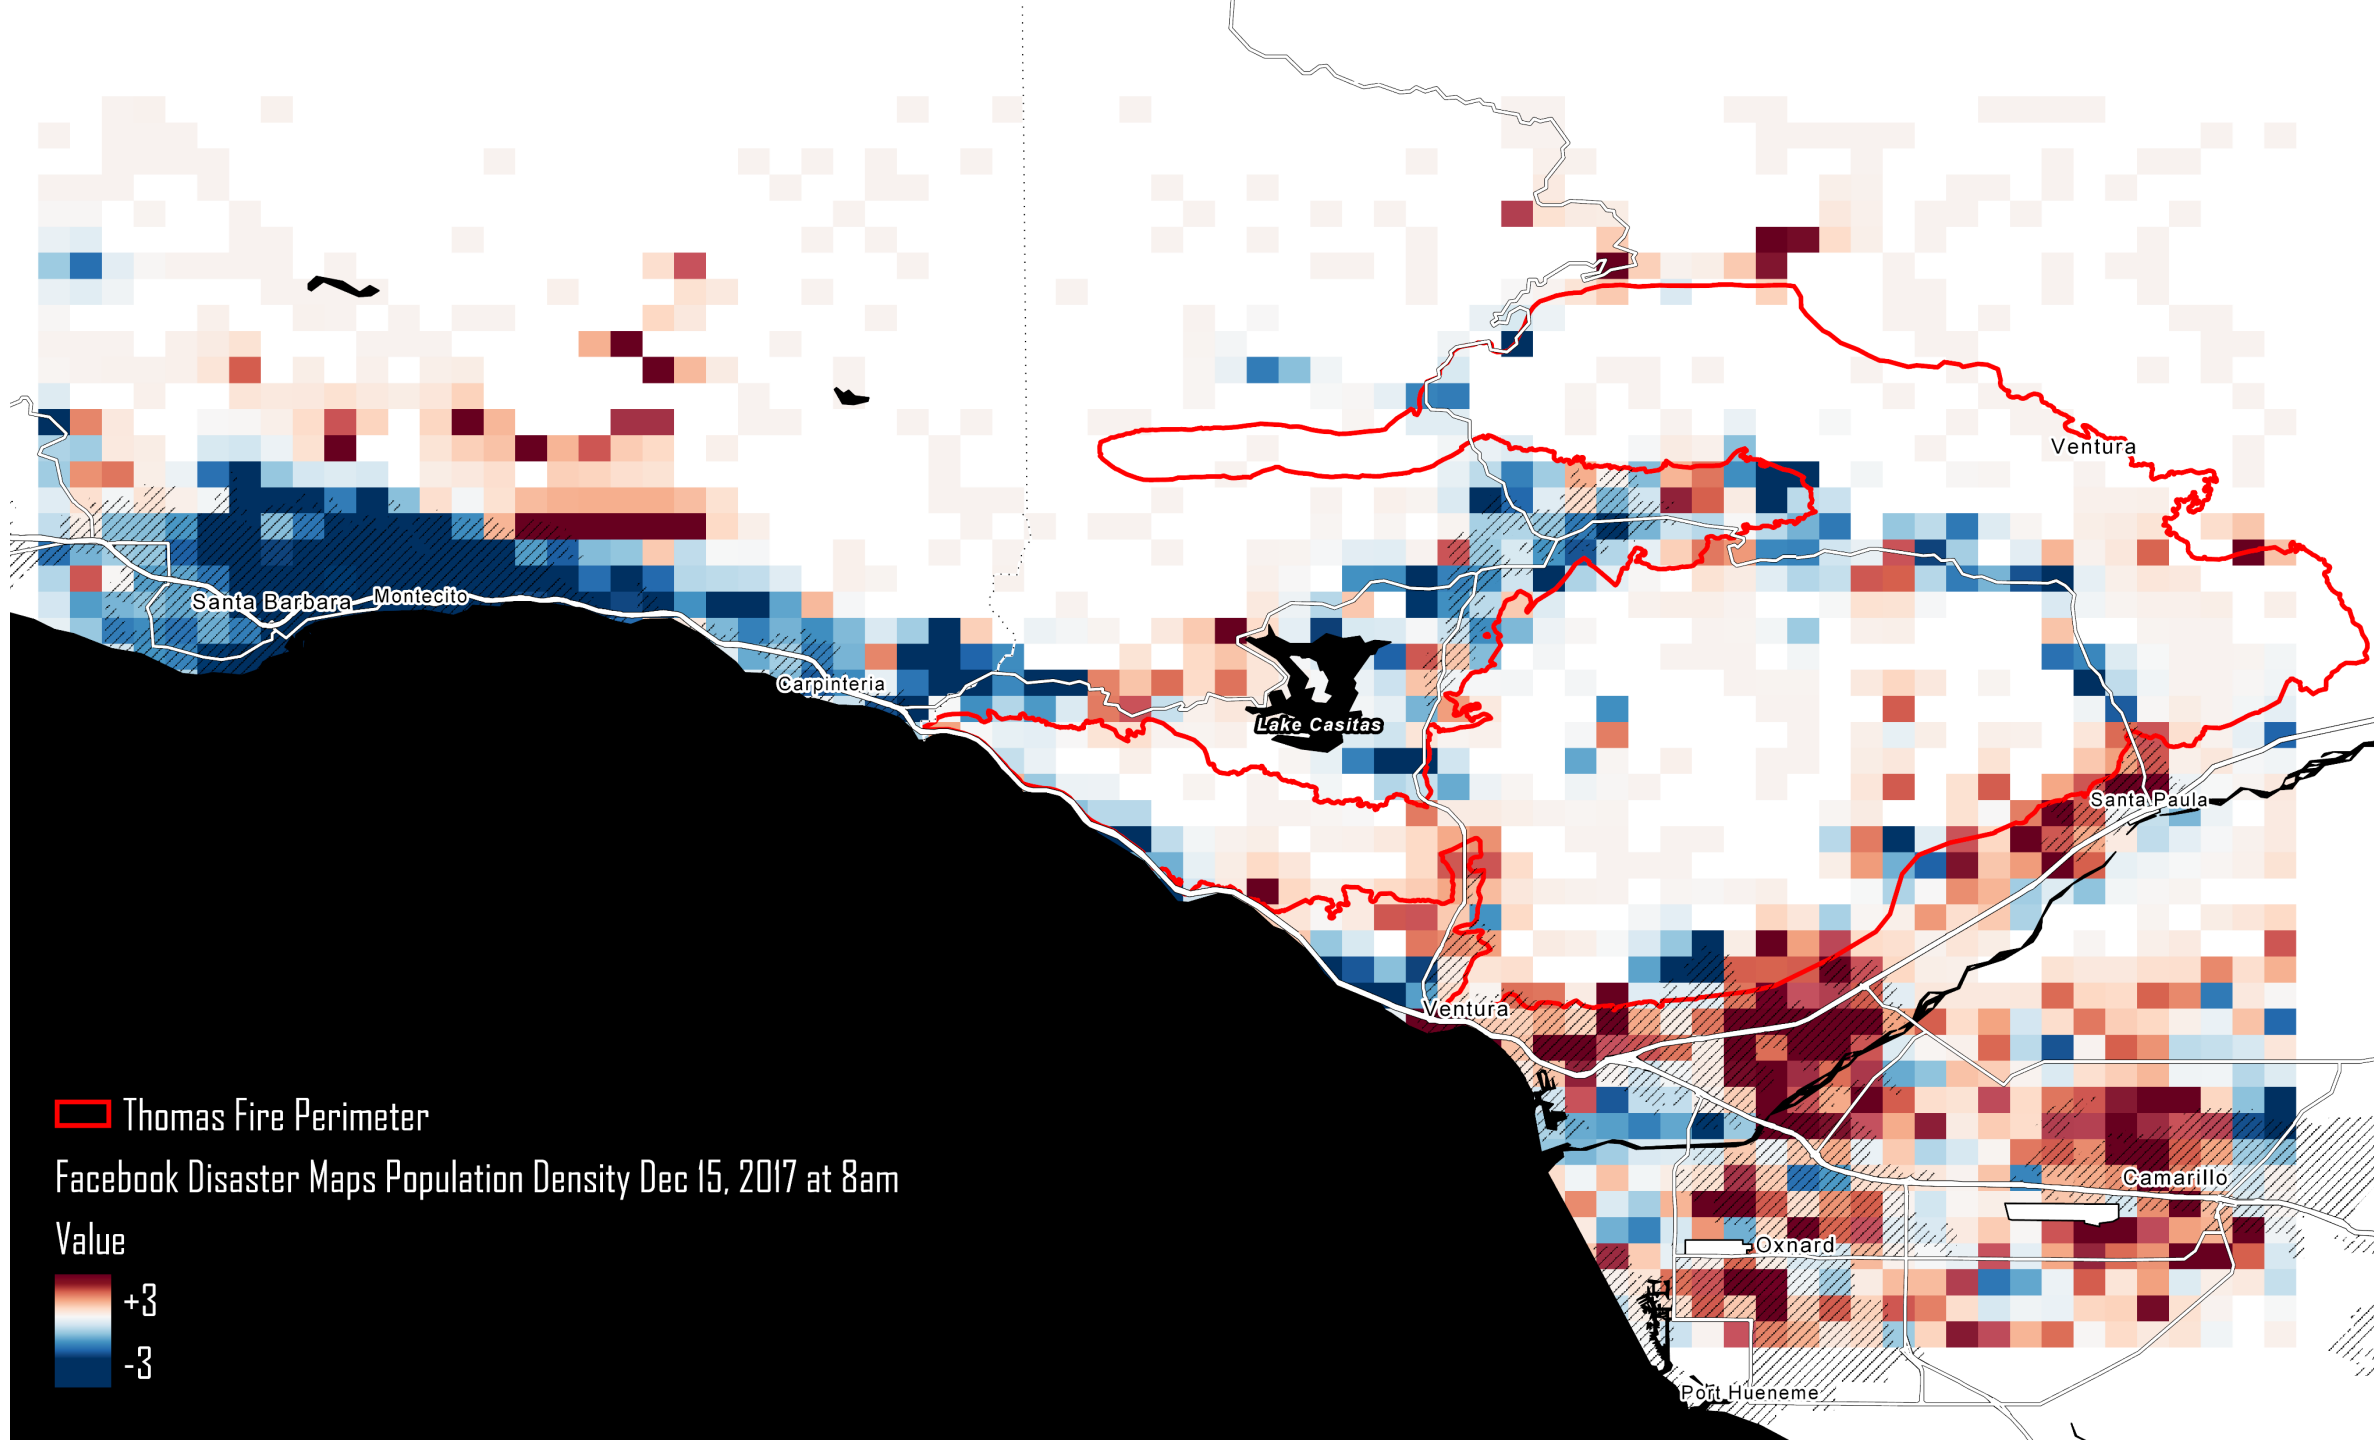 Ventura
Santa Barbara
Montecito
Carpinteria
Lake Casitas
Santa Paula
Ventura
Camarillo
Oxnard
Port Hueneme
Thomas Fire Perimeter
Facebook Disaster Maps Population Density Dec 15, 2017 at 8am
Value
+3
-3